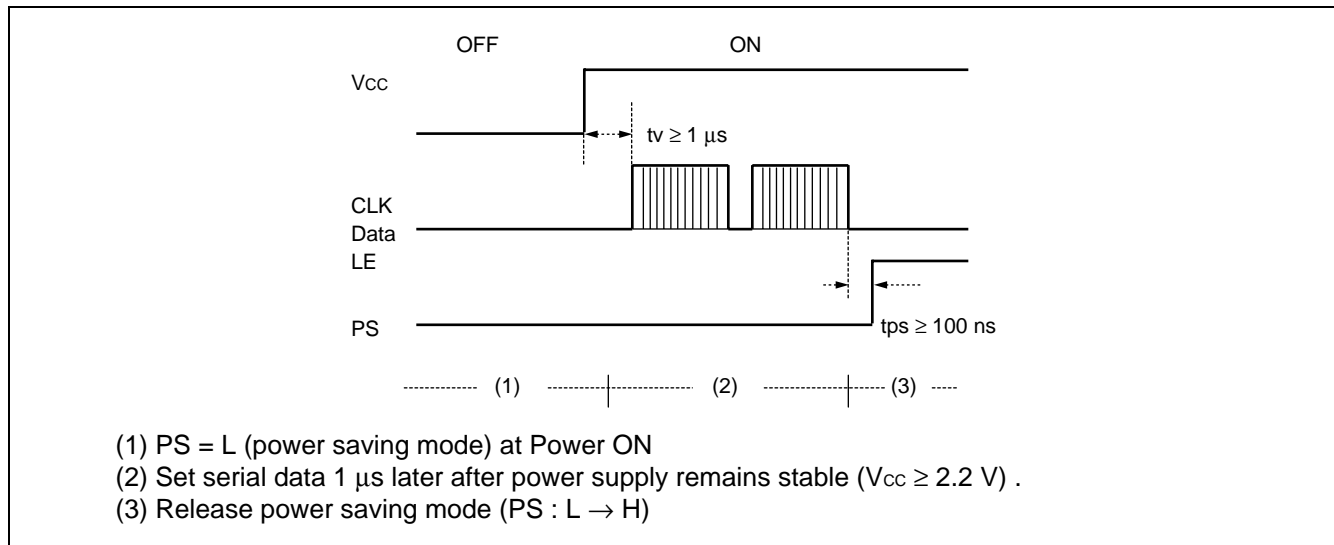 OFF ON
Vcc
tv ≥ 1 μs
CLK
Data
LE
PS
tps ≥ 100 ns
(1) (2) (3)
(1) PS = L (power saving mode) at Power ON
(2) Set serial data 1 μs later after power supply remains stable (Vcc ≥ 2.2 V) .
(3) Release power saving mode (PS : L → H)